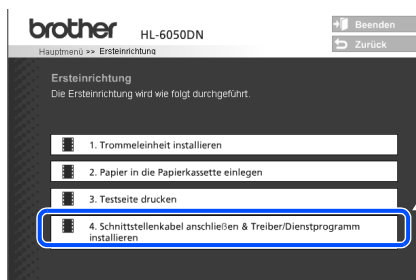 brother HL-6050DN
Beenden
Zurück
Hauptmenü >> Ersteinrichtung
Ersteinrichtung
Die Ersteinrichtung wird wie folgt durchgeführt.
1. Trommeleinheit installieren
2. Papier in die Papierkassette einlegen
3. Testseite drucken
4. Schnittstellenkabel anschließen & Treiber/Dienstprogramm
installieren